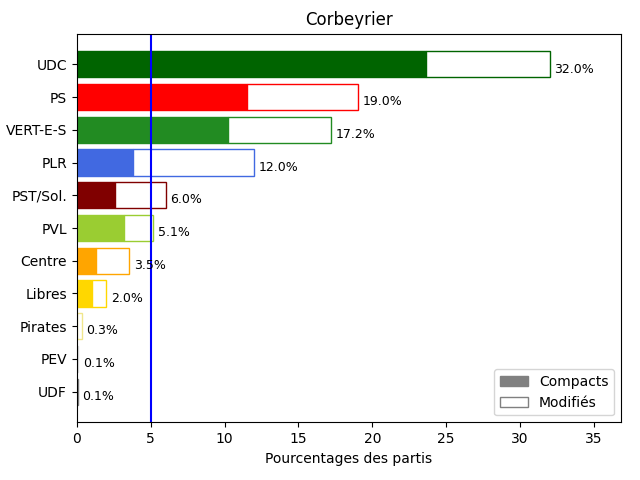 Corbeyrier
UDC 32.0%
PS 19.0%
VERT-E-S 17.2%
PLR 12.0%
PST/Sol. 6.0%
PVL 5.1%
Centre 3.5%
Libres 2.0%
Pirates 0.3%
PEV 0.1%
UDF 0.1%
Compacts
Modifiés
0 5 10 15 20 25 30 35
Pourcentages des partis